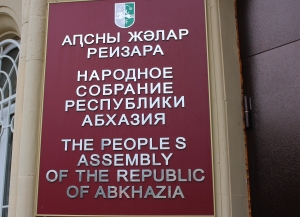 АԤСНЫ ЖӘЛАР
РЕИЗАРА
НАРОДНОЕ
СОБРАНИЕ
РЕСПУБЛИКИ
АБХАЗИЯ
THE PEOPLE S
ASSEMBLY
OF THE REPUBLIC
OF ABKHAZIA